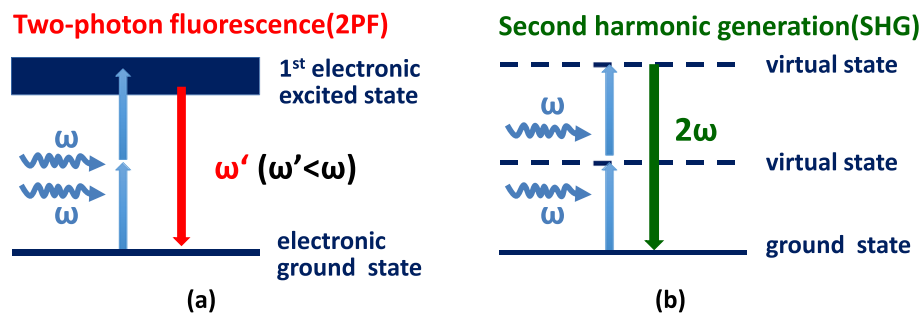 Two-photon fluorescence(2PF)
1st electronic
excited state
ω
ω
ω‘ (ω’<ω)
electronic
ground state
(a)
Second harmonic generation(SHG)
virtual state
ω
2ω
virtual state
ω
ground state
(b)